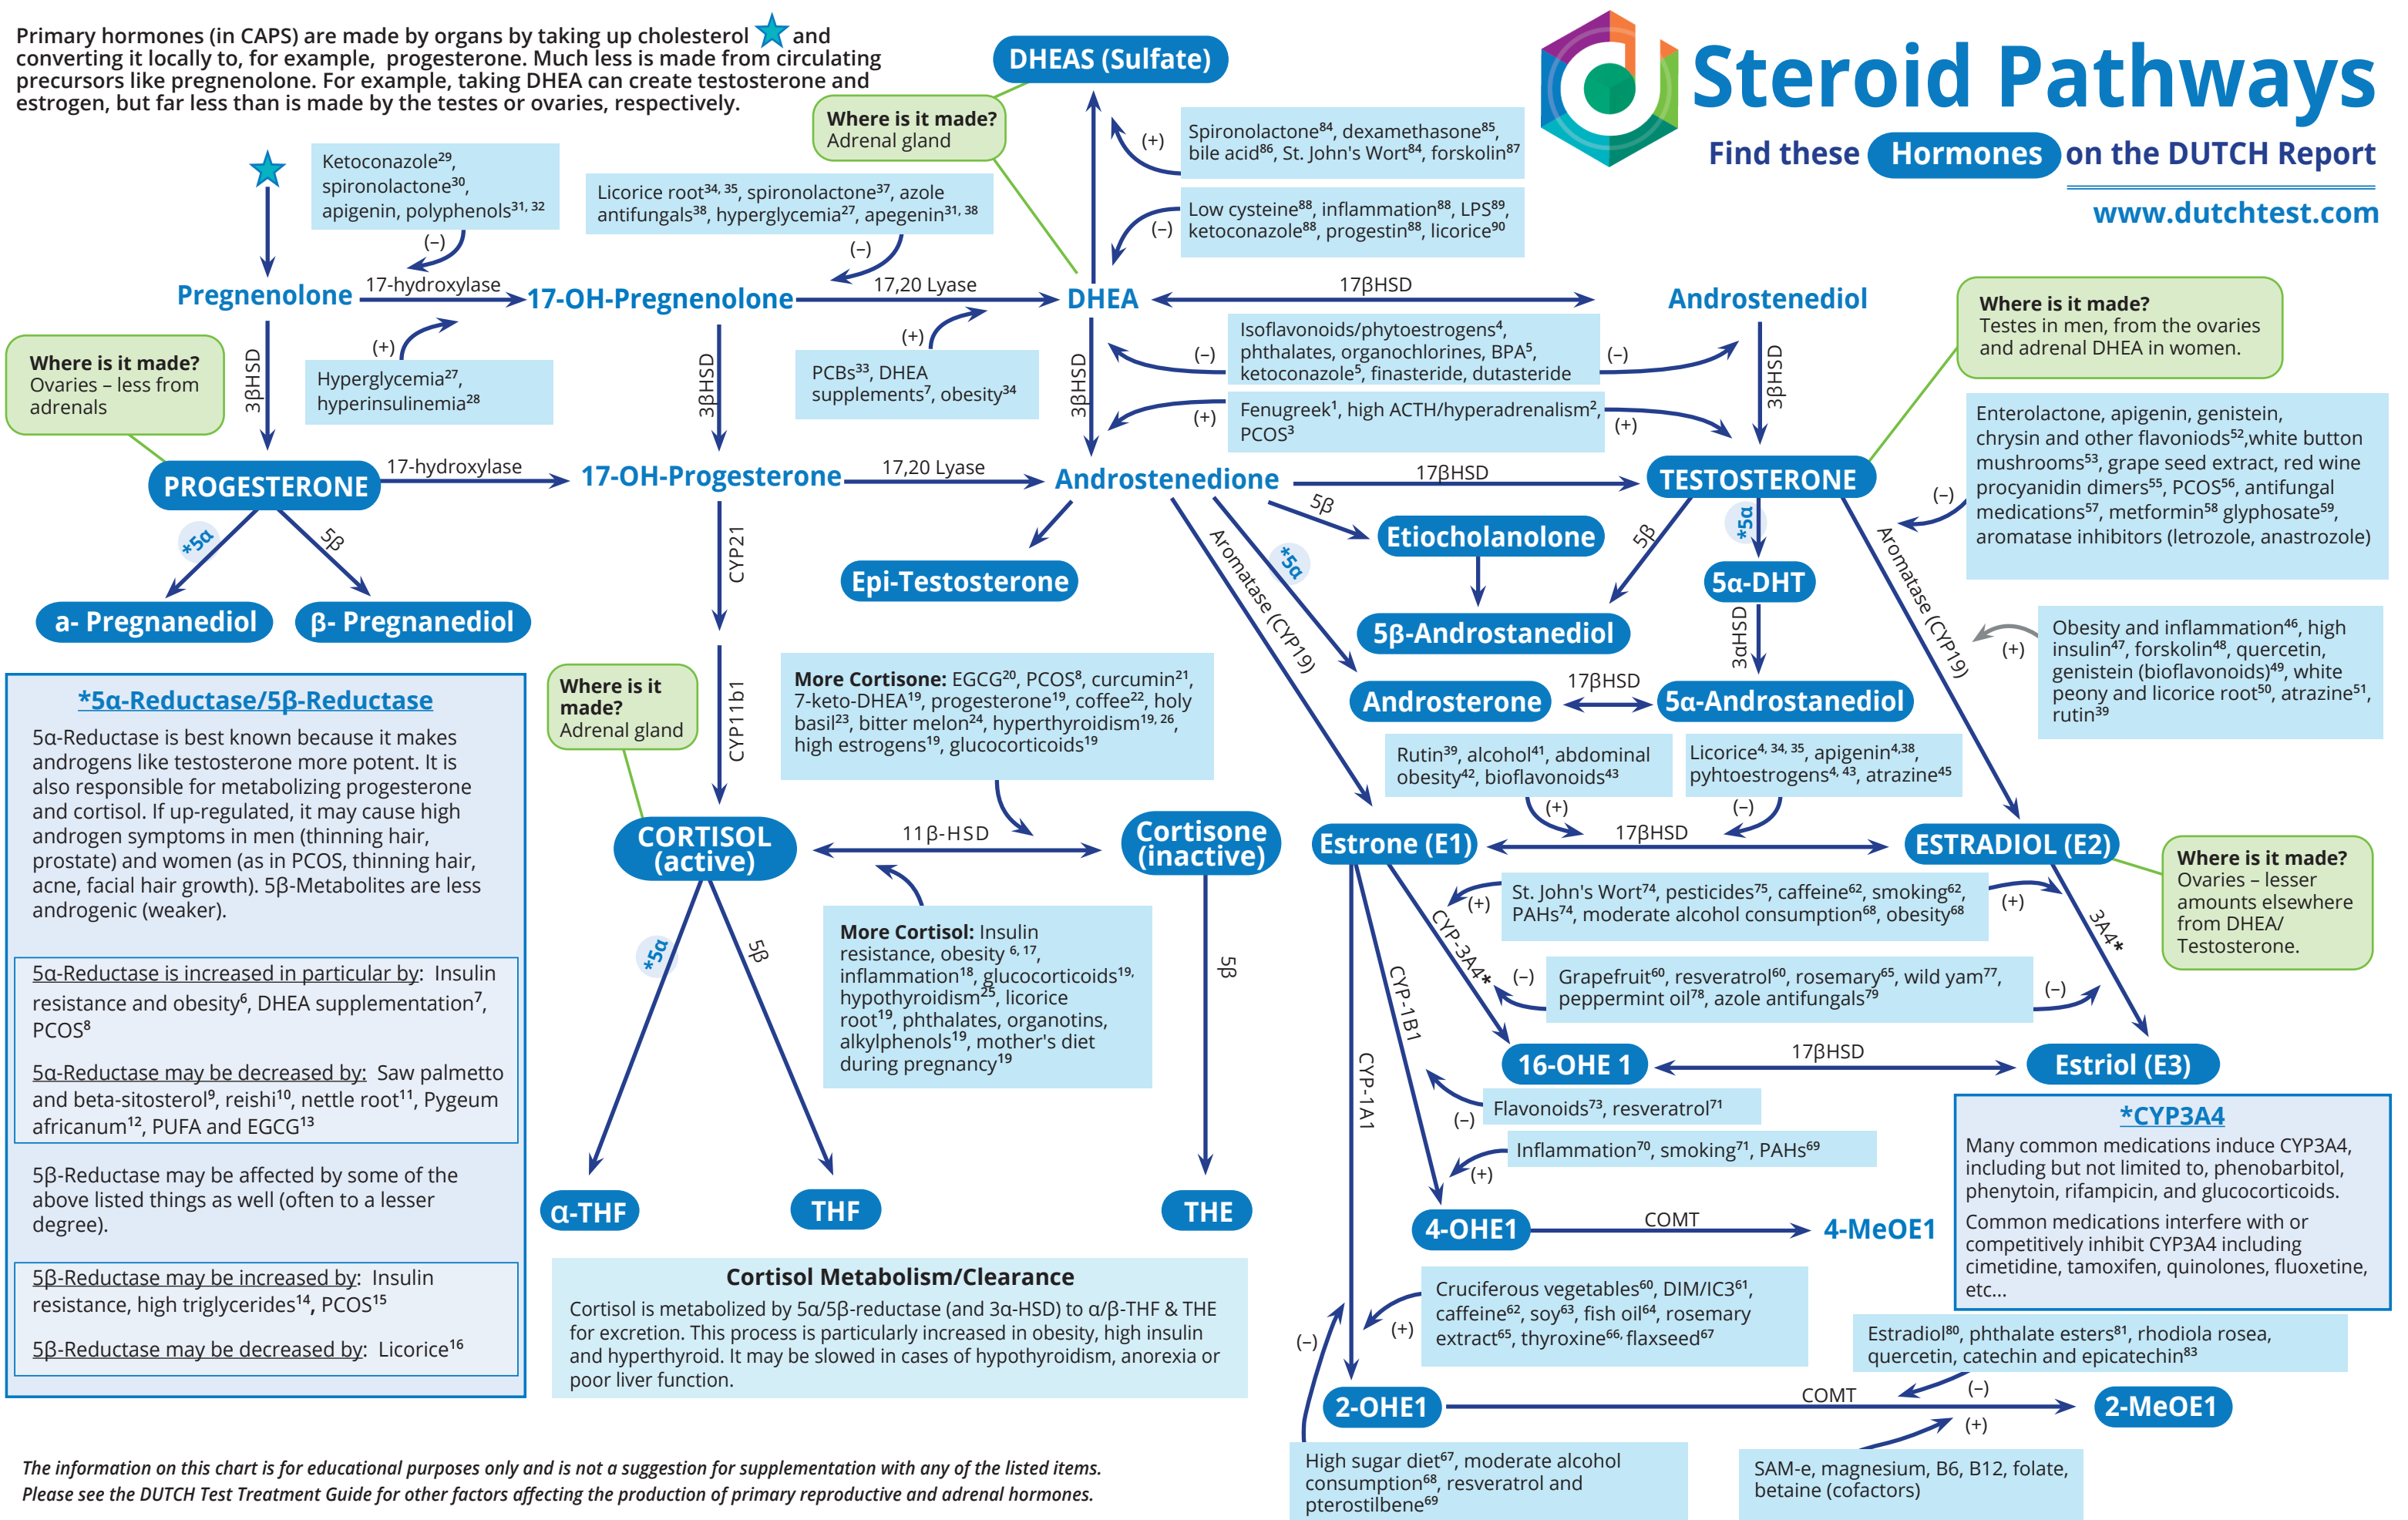 Primary hormones (in CAPS) are made by organs by taking up cholesterol and
converting it locally to, for example, progesterone. Much less is made from circulating
precursors like pregnenolone. For example, taking DHEA can create testosterone and
estrogen, but far less than is made by the testes or ovaries, respectively.
Steroid Pathways
Find these Hormones on the DUTCH Report
www.dutchtest.com
DHEAS (Sulfate)
Where is it made?
Adrenal gland
(+)
Spironolactone⁸⁴, dexamethasone⁸⁵,
bile acid⁸⁶, St. John's Wort⁸⁴, forskolin⁸⁷
(–)
Low cysteine⁸⁸, inflammation⁸⁸, LPS⁸⁹,
ketoconazole⁸⁸, progestin⁸⁸, licorice⁹⁰
Ketoconazole²⁹,
spironolactone³⁰,
apigenin, polyphenols³¹, ³²
(–)
Licorice root³⁴, ³⁵, spironolactone³⁷, azole
antifungals³⁸, hyperglycemia²⁷, apegenin³¹, ³⁸
(–)
Pregnenolone
17-hydroxylase
17-OH-Pregnenolone
17,20 Lyase
DHEA
17βHSD
Androstenediol
Where is it made?
Ovaries – less from
adrenals
3βHSD
(+)
Hyperglycemia²⁷,
hyperinsulinemia²⁸
3βHSD
(+)
PCBs³³, DHEA
supplements⁷, obesity³⁴
3βHSD
(–)
Isoflavonoids/phytoestrogens⁴,
phthalates, organochlorines, BPA⁵,
ketoconazole⁵, finasteride, dutasteride
(–)
(+)
Fenugreek¹, high ACTH/hyperadrenalism²,
PCOS³
(+)
3βHSD
Where is it made?
Testes in men, from the ovaries
and adrenal DHEA in women.
PROGESTERONE
17-hydroxylase
17-OH-Progesterone
17,20 Lyase
Androstenedione
17βHSD
TESTOSTERONE
(–)
Enterolactone, apigenin, genistein,
chrysin and other flavoniods⁵²,white button
mushrooms⁵³, grape seed extract, red wine
procyanidin dimers⁵⁵, PCOS⁵⁶, antifungal
medications⁵⁷, metformin⁵⁸ glyphosate⁵⁹,
aromatase inhibitors (letrozole, anastrozole)
*5α
5β
a- Pregnanediol
β- Pregnanediol
CYP21
Epi-Testosterone
Aromatase (CYP19)
*5α
5β
Etiocholanolone
5β
*5α
5α-DHT
Aromatase (CYP19)
5β-Androstanediol
3αHSD
(+)
Obesity and inflammation⁴⁶, high
insulin⁴⁷, forskolin⁴⁸, quercetin,
genistein (bioflavonoids)⁴⁹, white
peony and licorice root⁵⁰, atrazine⁵¹,
rutin³⁹
Androsterone
17βHSD
5α-Androstanediol
*5α-Reductase/5β-Reductase
5α-Reductase is best known because it makes
androgens like testosterone more potent. It is
also responsible for metabolizing progesterone
and cortisol. If up-regulated, it may cause high
androgen symptoms in men (thinning hair,
prostate) and women (as in PCOS, thinning hair,
acne, facial hair growth). 5β-Metabolites are less
androgenic (weaker).
5α-Reductase is increased in particular by: Insulin
resistance and obesity⁶, DHEA supplementation⁷,
PCOS⁸
5α-Reductase may be decreased by: Saw palmetto
and beta-sitosterol⁹, reishi¹⁰, nettle root¹¹, Pygeum
africanum¹², PUFA and EGCG¹³
5β-Reductase may be affected by some of the
above listed things as well (often to a lesser
degree).
5β-Reductase may be increased by: Insulin
resistance, high triglycerides¹⁴, PCOS¹⁵
5β-Reductase may be decreased by: Licorice¹⁶
Where is it
made?
Adrenal gland
CYP11b1
More Cortisone: EGCG²⁰, PCOS⁸, curcumin²¹,
7-keto-DHEA¹⁹, progesterone¹⁹, coffee²², holy
basil²³, bitter melon²⁴, hyperthyroidism¹⁹, ²⁶,
high estrogens¹⁹, glucocorticoids¹⁹
CORTISOL
(active)
11β-HSD
Cortisone
(inactive)
More Cortisol: Insulin
resistance, obesity ⁶, ¹⁷,
inflammation¹⁸, glucocorticoids¹⁹,
hypothyroidism²⁵, licorice
root¹⁹, phthalates, organotins,
alkylphenols¹⁹, mother's diet
during pregnancy¹⁹
*5α
5β
5β
α-THF
THF
THE
Cortisol Metabolism/Clearance
Cortisol is metabolized by 5α/5β-reductase (and 3α-HSD) to α/β-THF & THE
for excretion. This process is particularly increased in obesity, high insulin
and hyperthyroid. It may be slowed in cases of hypothyroidism, anorexia or
poor liver function.
Rutin³⁹, alcohol⁴¹, abdominal
obesity⁴², bioflavonoids⁴³
(+)
Licorice⁴, ³⁴, ³⁵, apigenin⁴,³⁸
pyhtoestrogens⁴, ⁴³, atrazine⁴⁵
(–)
Estrone (E1)
17βHSD
ESTRADIOL (E2)
Where is it made?
Ovaries – lesser
amounts elsewhere
from DHEA/
Testosterone.
(+)
St. John's Wort⁷⁴, pesticides⁷⁵, caffeine⁶², smoking⁶²,
PAHs⁷⁴, moderate alcohol consumption⁶⁸, obesity⁶⁸
(+)
CYP-3A4*
3A4*
(–)
Grapefruit⁶⁰, resveratrol⁶⁰, rosemary⁶⁵, wild yam⁷⁷,
peppermint oil⁷⁸, azole antifungals⁷⁹
(–)
CYP-1B1
CYP-1A1
16-OHE 1
17βHSD
Estriol (E3)
(–)
Flavonoids⁷³, resveratrol⁷¹
(+)
Inflammation⁷⁰, smoking⁷¹, PAHs⁶⁹
4-OHE1
COMT
4-MeOE1
*CYP3A4
Many common medications induce CYP3A4,
including but not limited to, phenobarbitol,
phenytoin, rifampicin, and glucocorticoids.
Common medications interfere with or
competitively inhibit CYP3A4 including
cimetidine, tamoxifen, quinolones, fluoxetine,
etc...
(–)
(+)
Cruciferous vegetables⁶⁰, DIM/IC3⁶¹,
caffeine⁶², soy⁶³, fish oil⁶⁴, rosemary
extract⁶⁵, thyroxine⁶⁶, flaxseed⁶⁷
Estradiol⁸⁰, phthalate esters⁸¹, rhodiola rosea,
quercetin, catechin and epicatechin⁸³
(–)
2-OHE1
COMT
2-MeOE1
(+)
High sugar diet⁶⁷, moderate alcohol
consumption⁶⁸, resveratrol and
pterostilbene⁶⁹
SAM-e, magnesium, B6, B12, folate,
betaine (cofactors)
The information on this chart is for educational purposes only and is not a suggestion for supplementation with any of the listed items.
Please see the DUTCH Test Treatment Guide for other factors affecting the production of primary reproductive and adrenal hormones.